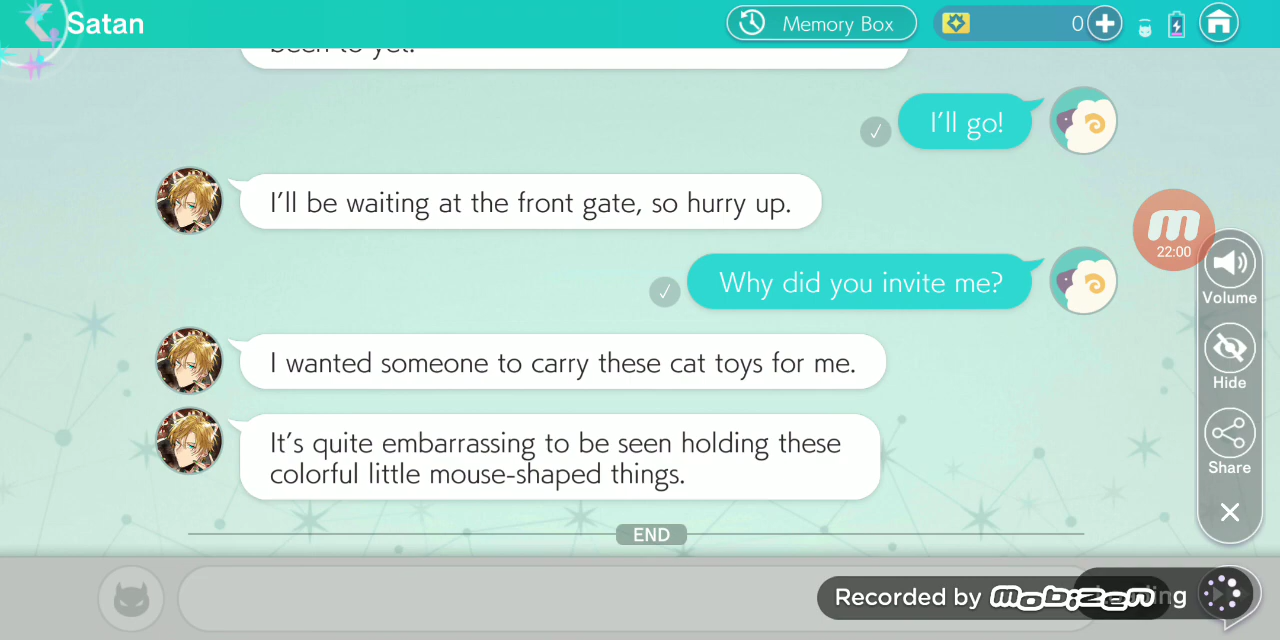 Satan
Memory Box
0
been to yet.
I'll go!
I'll be waiting at the front gate, so hurry up.
22:00
Volume
Why did you invite me?
I wanted someone to carry these cat toys for me.
Hide
It's quite embarrassing to be seen holding these
colorful little mouse-shaped things.
Share
END
Recorded by mobizen